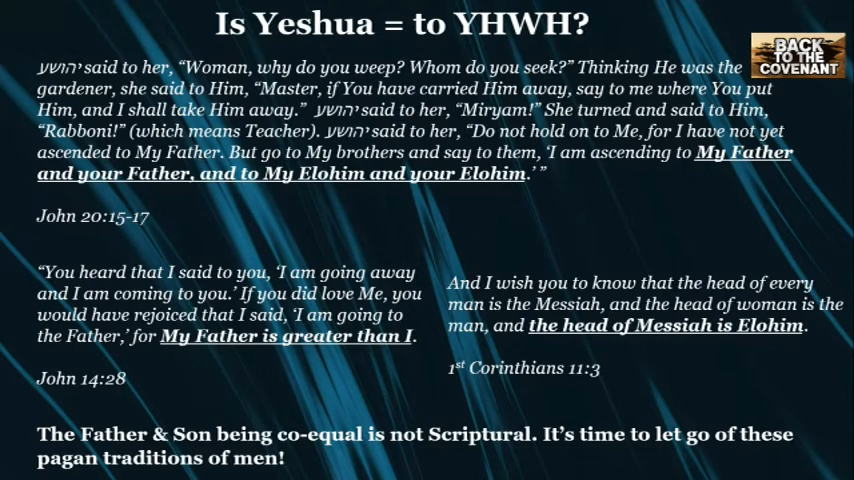 Is Yeshua = to YHWH?
BACK
TO THE
COVENANT
יהושע said to her, “Woman, why do you weep? Whom do you seek?” Thinking He was the
gardener, she said to Him, “Master, if You have carried Him away, say to me where You put
Him, and I shall take Him away.” יהושע said to her, “Miryam!” She turned and said to Him,
“Rabboni!” (which means Teacher). יהושע said to her, “Do not hold on to Me, for I have not yet
ascended to My Father. But go to My brothers and say to them, ‘I am ascending to My Father
and your Father, and to My Elohim and your Elohim.’ ”
John 20:15-17
“You heard that I said to you, ‘I am going away
and I am coming to you.’ If you did love Me, you
would have rejoiced that I said, ‘I am going to
the Father,’ for My Father is greater than I.
John 14:28
And I wish you to know that the head of every
man is the Messiah, and the head of woman is the
man, and the head of Messiah is Elohim.
1st Corinthians 11:3
The Father & Son being co-equal is not Scriptural. It’s time to let go of these
pagan traditions of men!